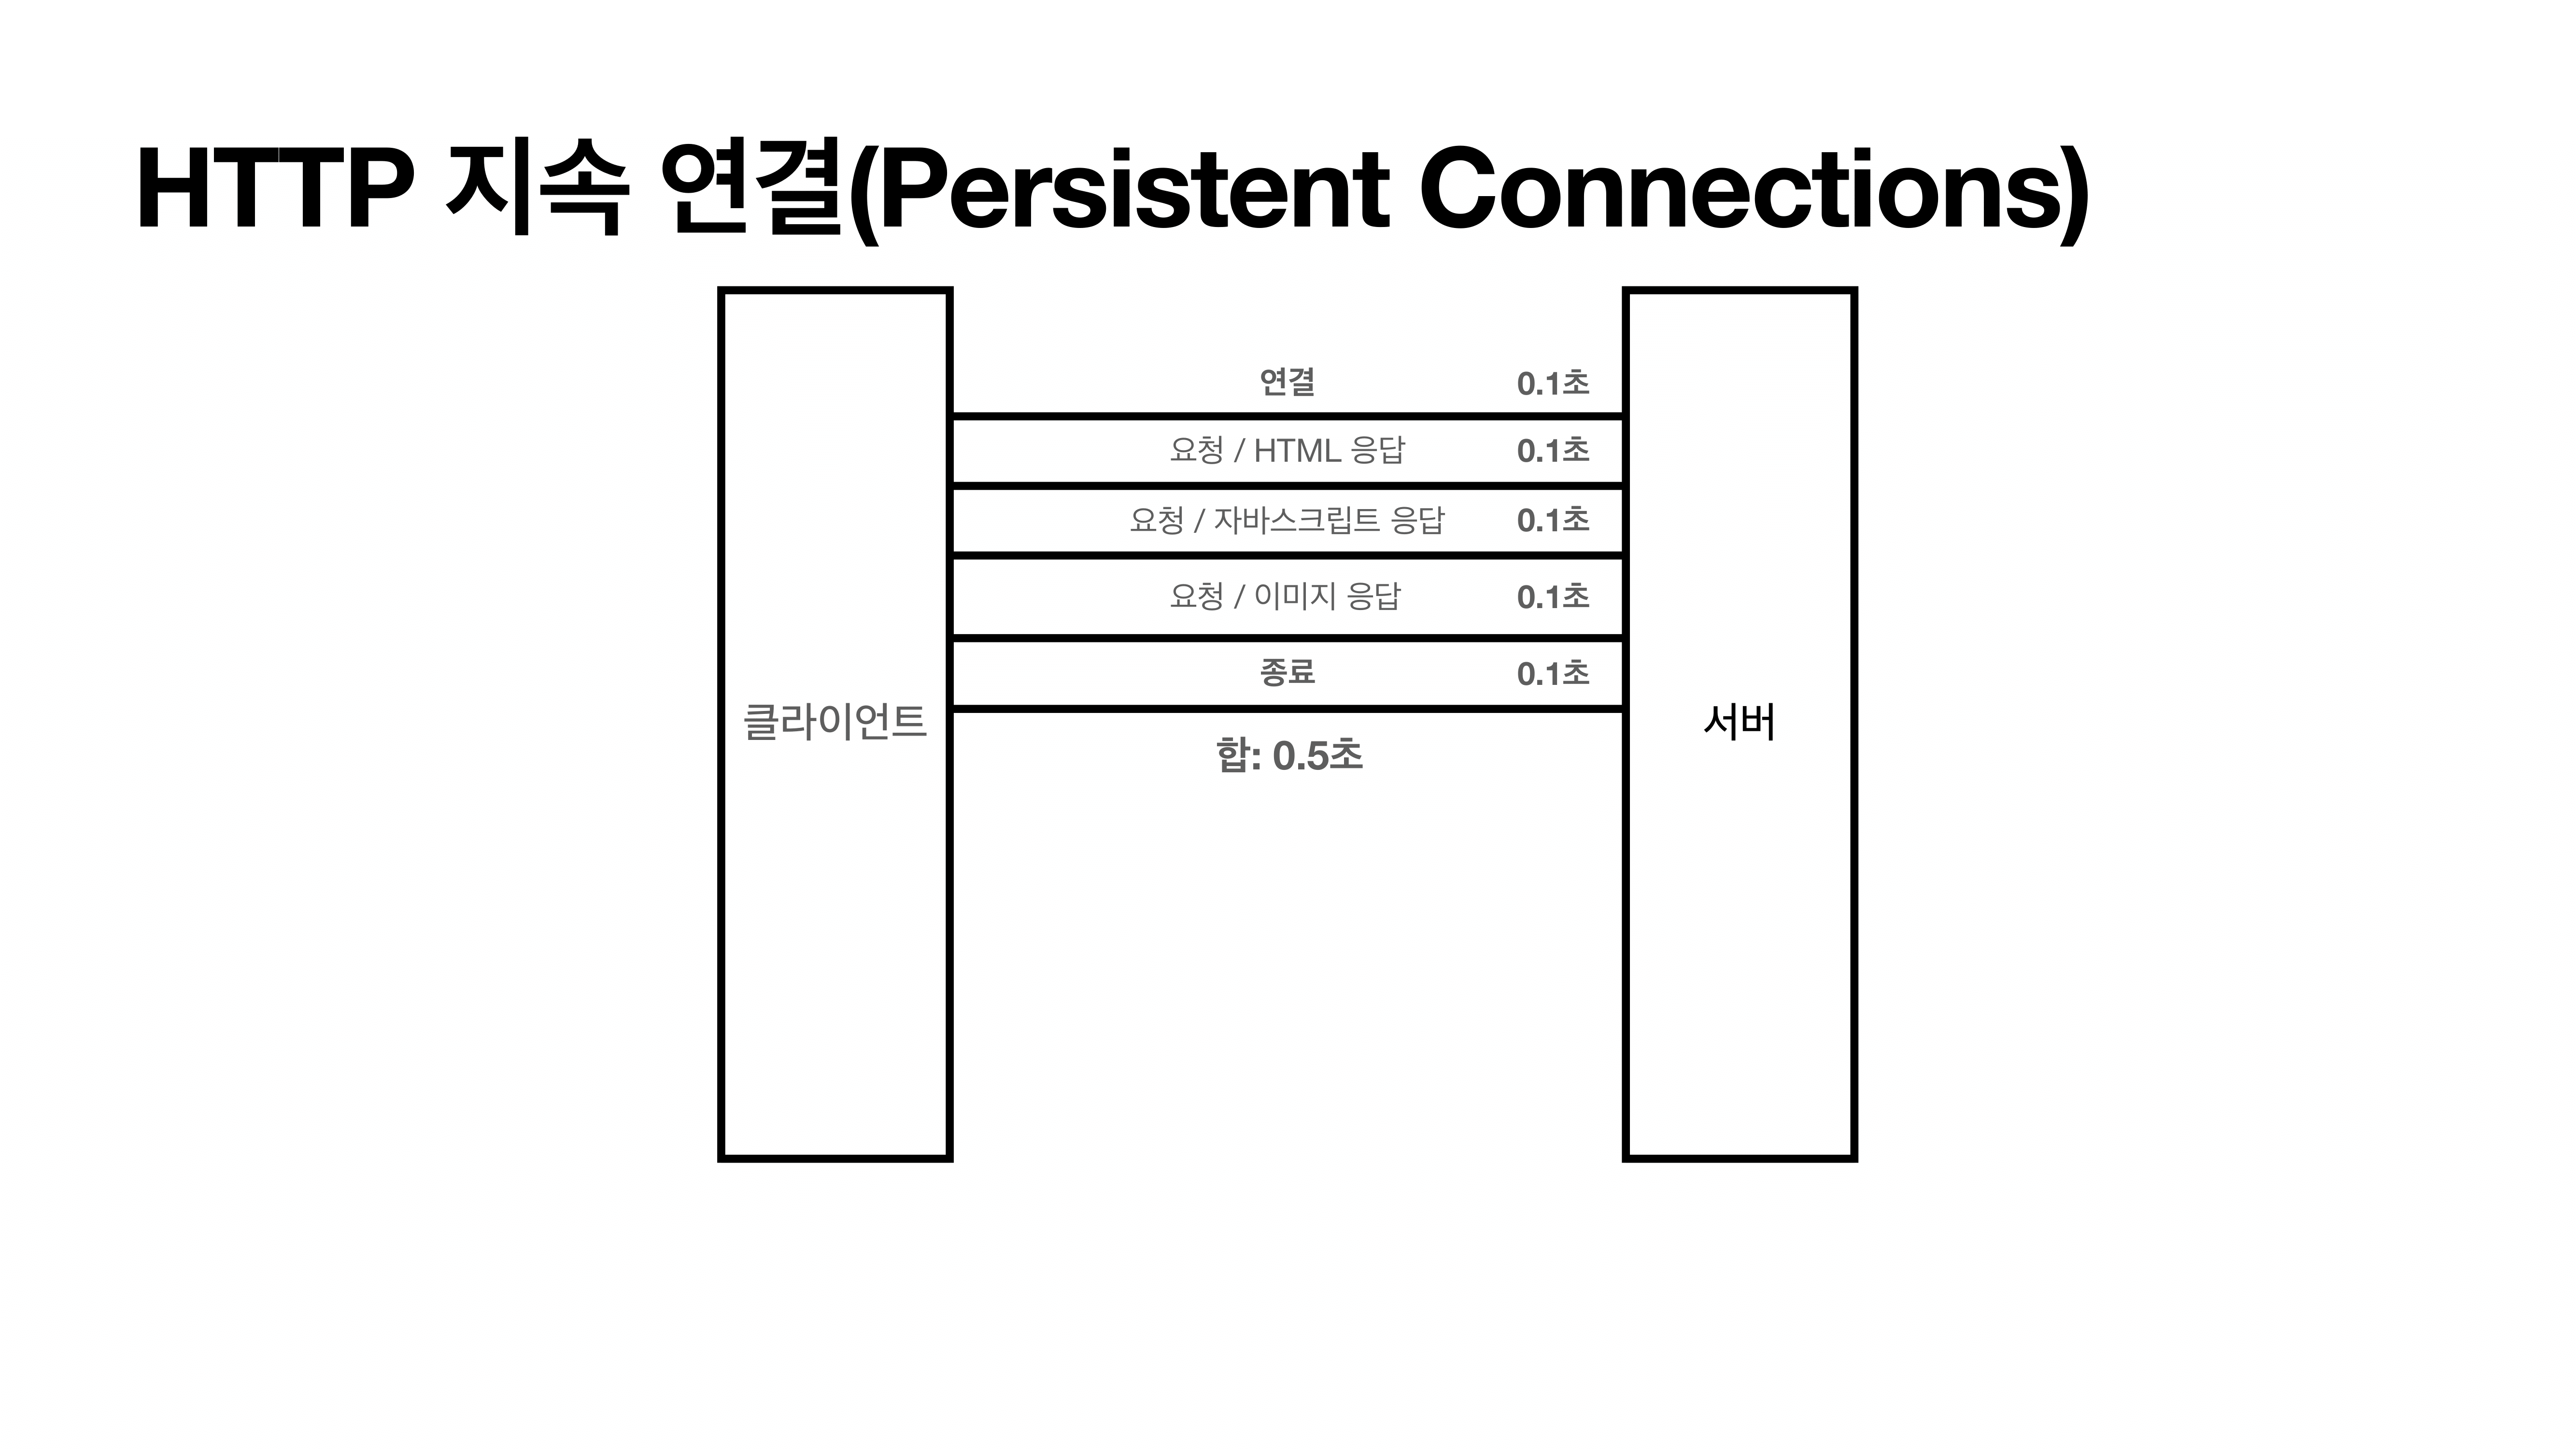 HTTP 지속 연결(Persistent Connections)
연결 0.1초
요청 / HTML 응답 0.1초
요청 / 자바스크립트 응답 0.1초
요청 / 이미지 응답 0.1초
종료 0.1초
클라이언트
서버
합: 0.5초